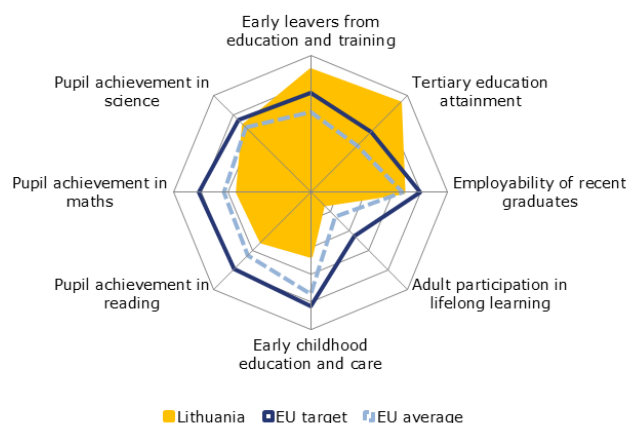 Early leavers from
education and training
Pupil achievement in
science
Tertiary education
attainment
Pupil achievement in
maths
Employability of recent
graduates
Pupil achievement in
reading
Adult participation in
lifelong learning
Early childhood
education and care
Lithuania EU target EU average